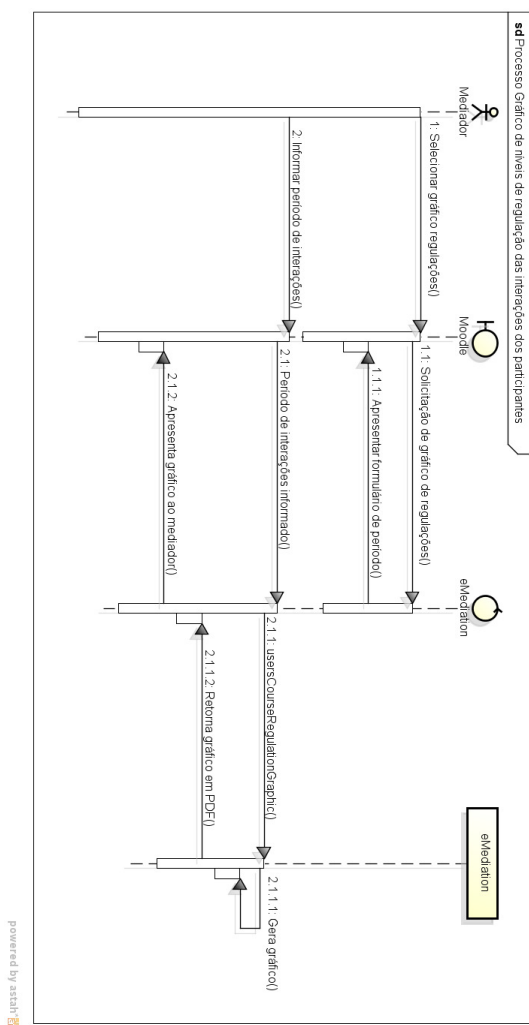 sd Processo Gráfico de níveis de regulação das interações dos participantes
Mediador
Moodle
eMediation
eMediation
1: Selecionar gráfico regulações()
1.1: Solicitação de gráfico de regulações()
1.1.1: Apresentar formulário de período()
2: Informar período de interações()
2.1: Período de interações informado()
2.1.1: usersCourseRegulationGraphic()
2.1.1.1: Gera gráfico()
2.1.1.2: Retorna gráfico em PDF()
2.1.2: Apresenta gráfico ao mediador()
powered by astah*